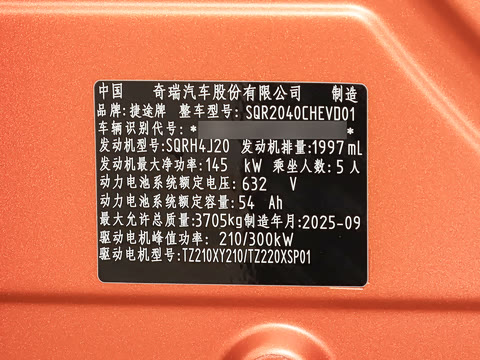 中国 奇瑞汽车股份有限公司 制造
品牌:捷途牌 整车型号:SQR2040CHEVD01
车辆识别代号:* *
发动机型号:SQRH4J20 发动机排量:1997mL
发动机最大净功率:145 kW 乘坐人数:5人
动力电池系统额定电压:632 V
动力电池系统额定容量:54 Ah
最大允许总质量:3705kg制造年月:2025-09
驱动电机峰值功率: 210/300kW
驱动电机型号:TZ210XY210/TZ220XSP01